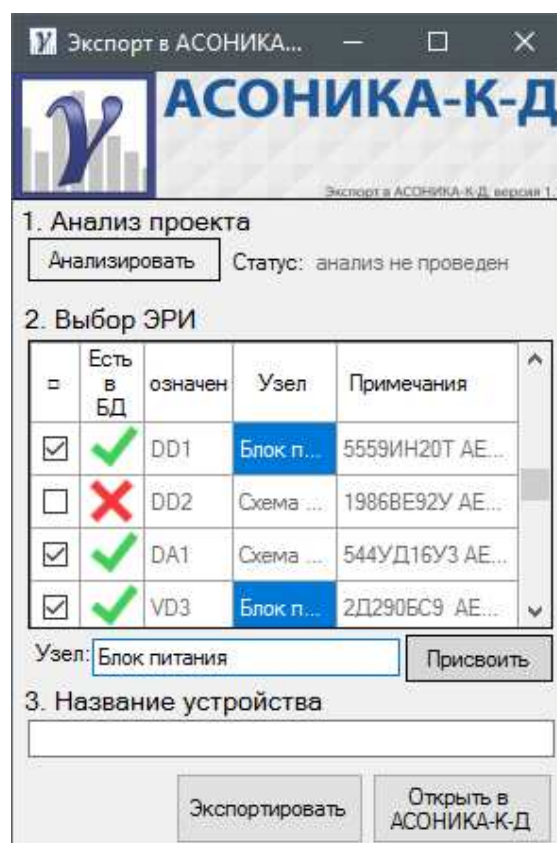 Экспорт в АСОНИКА...
АСОНИКА-К-Д
Экспорт в АСОНИКА-К-Д, версия 1.
1. Анализ проекта
Анализировать Статус: анализ не проведен
2. Выбор ЭРИ
Есть в БД означен Узел Примечания
DD1 Блок п... 5559ИН20Т АЕ...
DD2 Схема ... 1986ВЕ92У АЕ...
DA1 Схема ... 544УД16У3 АЕ...
VD3 Блок п... 2Д290БС9 АЕ...
Узел: Блок питания Присвоить
3. Название устройства
Экспортировать Открыть в АСОНИКА-К-Д